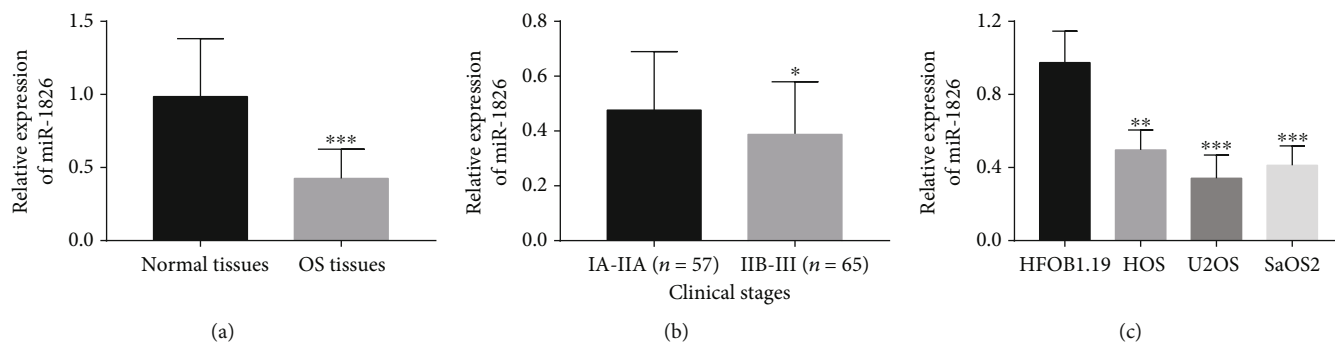 Relative expression
of miR-1826
1.5
1.0
0.5
0.0
***
Normal tissues
OS tissues
(a)
Relative expression
of miR-1826
0.8
0.6
0.4
0.2
0.0
*
IA-IIA (n = 57)
IIB-III (n = 65)
Clinical stages
(b)
Relative expression
of miR-1826
1.2
0.8
0.4
0.0
**
***
***
HFOB1.19
HOS
U2OS
SaOS2
(c)